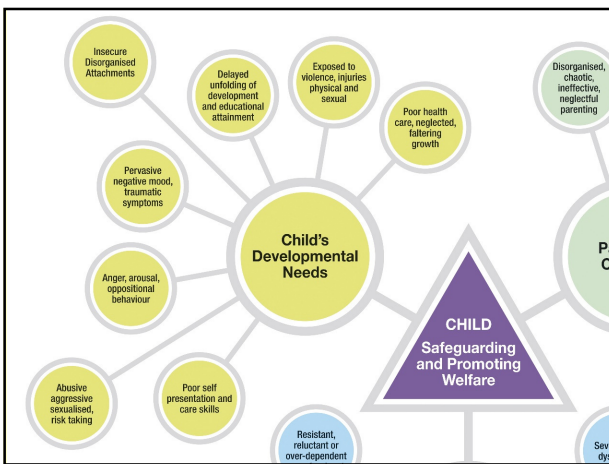 Insecure
Disorganised
Attachments
Delayed
unfolding of
development
and educational
attainment
Exposed to
violence, injuries
physical and
sexual
Poor health
care, neglected,
faltering
growth
Disorganised,
chaotic,
ineffective,
neglectful
parenting
Pervasive
negative mood,
traumatic
symptoms
Child's
Developmental
Needs
Anger, arousal,
oppositional
behaviour
CHILD
Safeguarding
and Promoting
Welfare
Abusive
aggressive
sexualised,
risk taking
Poor self
presentation and
care skills
Resistant,
reluctant or
over-dependent